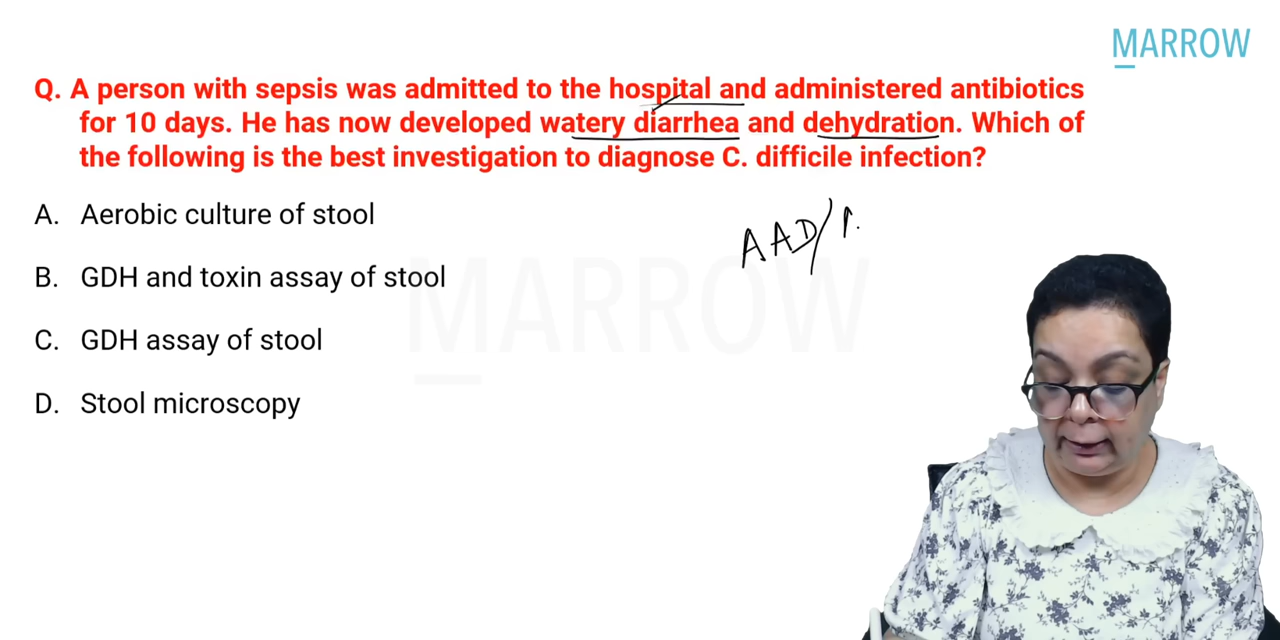 MARROW
Q. A person with sepsis was admitted to the hospital and administered antibiotics
for 10 days. He has now developed watery diarrhea and dehydration. Which of
the following is the best investigation to diagnose C. difficile infection?
A. Aerobic culture of stool
B. GDH and toxin assay of stool
C. GDH assay of stool
D. Stool microscopy
AAD/
MARROW